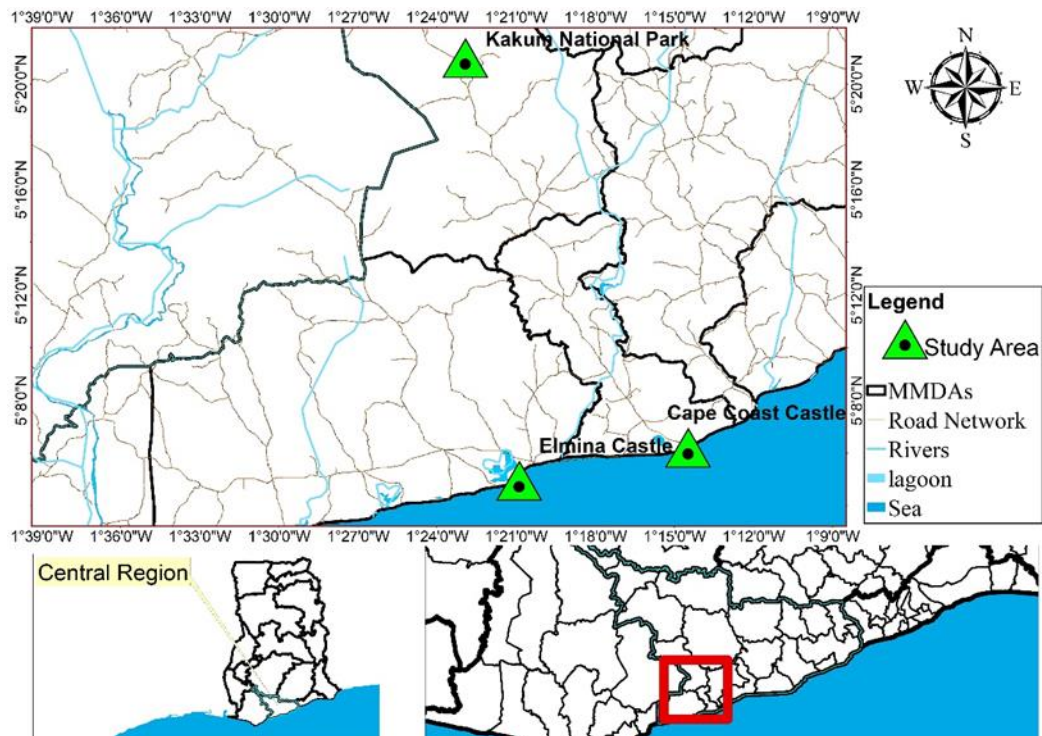 1°39'0"W 1°36'0"W 1°33'0"W 1°30'0"W 1°27'0"W 1°24'0"W 1°21'0"W 1°18'0"W 1°15'0"W 1°12'0"W 1°9'0"W
N
W E
S
Kakum National Park
5°20'0"N 5°20'0"N
5°16'0"N 5°16'0"N
5°12'0"N 5°12'0"N
5°8'0"N 5°8'0"N
Legend
Study Area
MMDAs
Road Network
Rivers
lagoon
Sea
Cape Coast Castle
Elmina Castle
1°39'0"W 1°36'0"W 1°33'0"W 1°30'0"W 1°27'0"W 1°24'0"W 1°21'0"W 1°18'0"W 1°15'0"W 1°12'0"W 1°9'0"W
Central Region